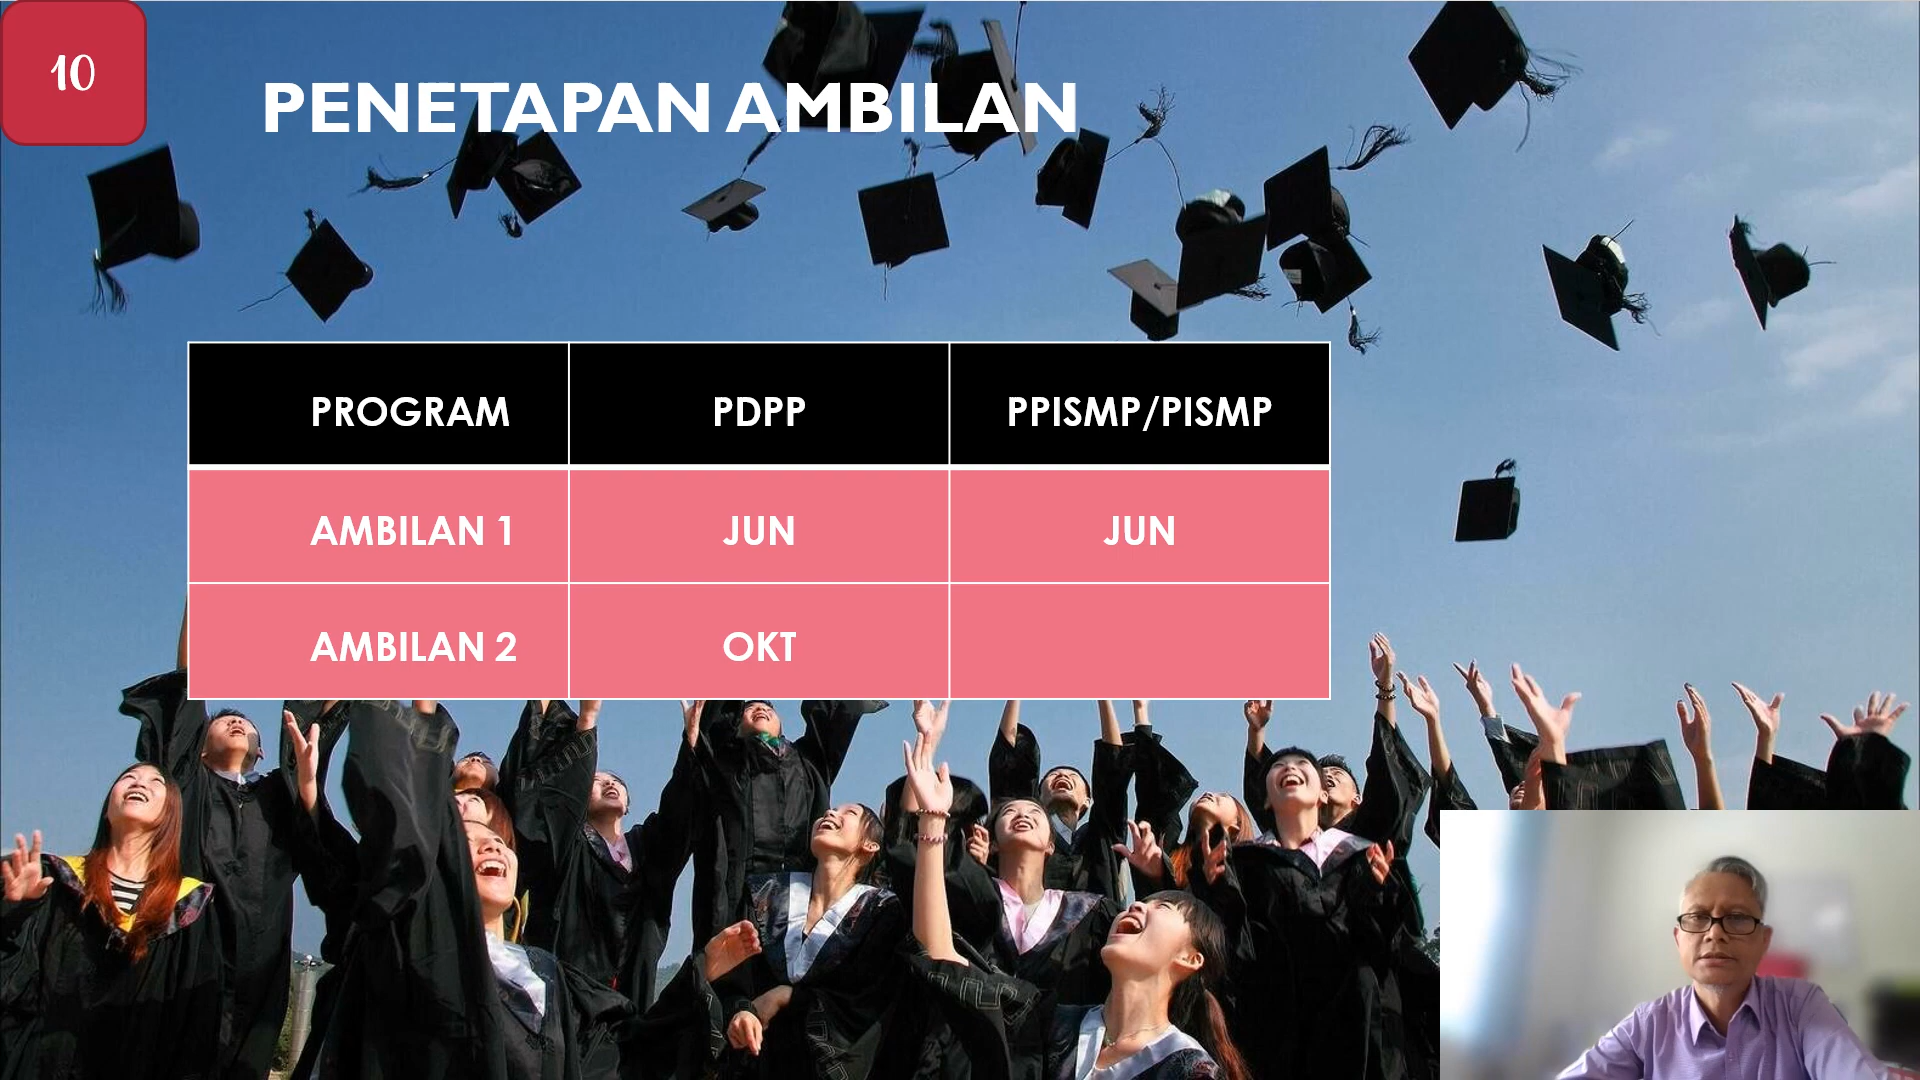 10
PENETAPAN AMBILAN
PROGRAM PDPP PPISMP/PISMP
AMBILAN 1 JUN JUN
AMBILAN 2 OKT